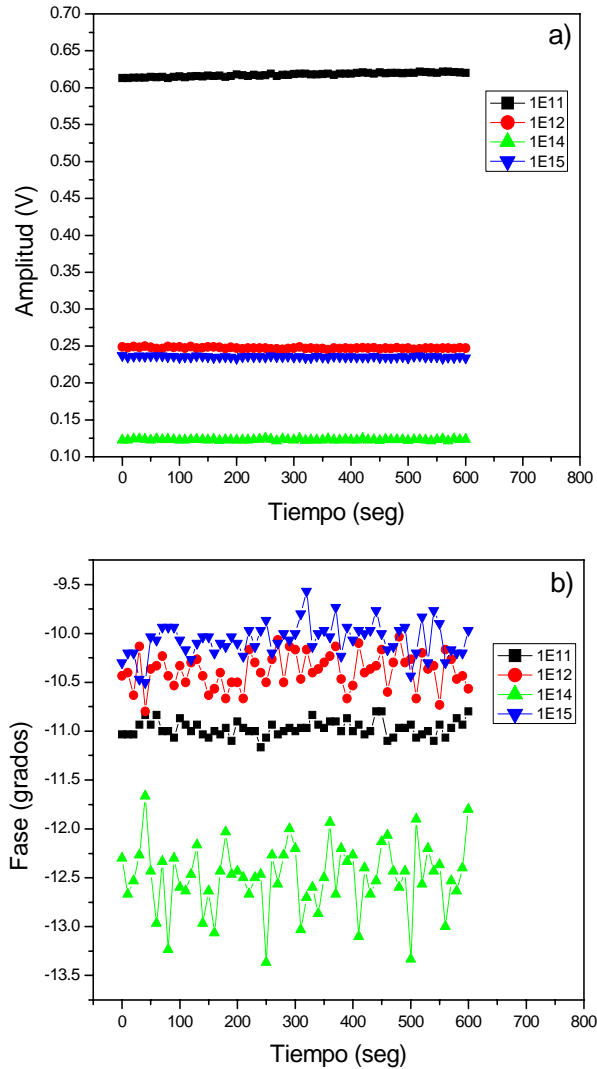 a)
0.70
0.65
0.60
0.55
0.50
0.45
0.40
0.35
0.30
0.25
0.20
0.15
0.10
Amplitud (V)
1E11
1E12
1E14
1E15
0 100 200 300 400 500 600 700 800
Tiempo (seg)
b)
-9.5
-10.0
-10.5
-11.0
-11.5
-12.0
-12.5
-13.0
-13.5
Fase (grados)
1E11
1E12
1E14
1E15
0 100 200 300 400 500 600 700 800
Tiempo (seg)